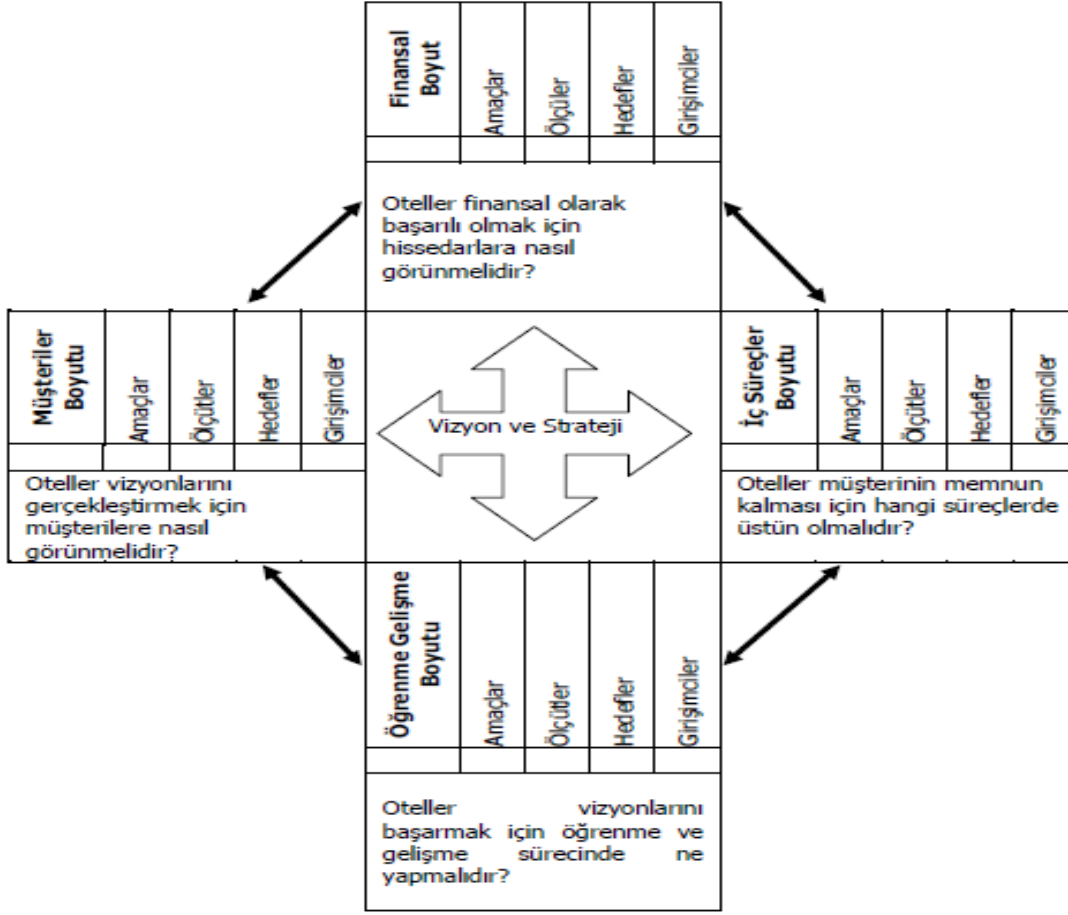 Finansal
Boyut
Amaçlar
Ölçüler
Hedefler
Girişimciler
Oteller finansal olarak
başarılı olmak için
hissedarlara nasıl
görünmelidir?
Müşteriler
Boyutu
Amaçlar
Ölçütler
Hedefler
Girişimciler
Oteller vizyonlarını
gerçekleştirmek için
müşterilere nasıl
görünmelidir?
Vizyon ve Strateji
İç Süreçler
Boyutu
Amaçlar
Ölçütler
Hedefler
Girişimciler
Oteller müşterinin memnun
kalması için hangi süreçlerde
üstün olmalıdır?
Öğrenme Gelişme
Boyutu
Amaçlar
Ölçütler
Hedefler
Girişimciler
Oteller vizyonlarını
başarmak için öğrenme ve
gelişme sürecinde ne
yapmalıdır?